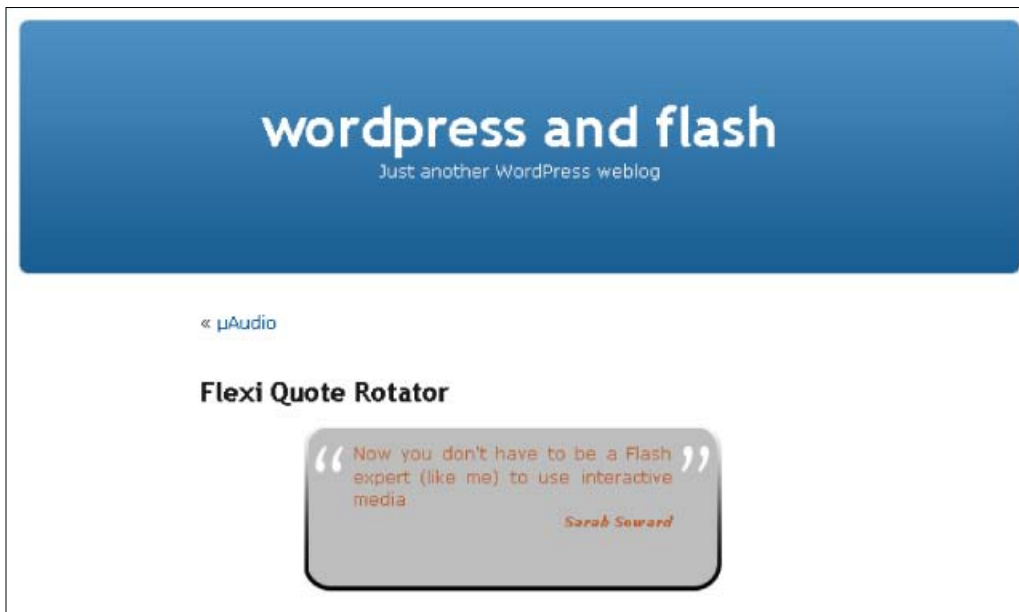 wordpress and flash
Just another WordPress weblog
« µAudio
Flexi Quote Rotator
“ Now you don't have to be a Flash ”
expert (like me) to use interactive
media
Sarah Soward